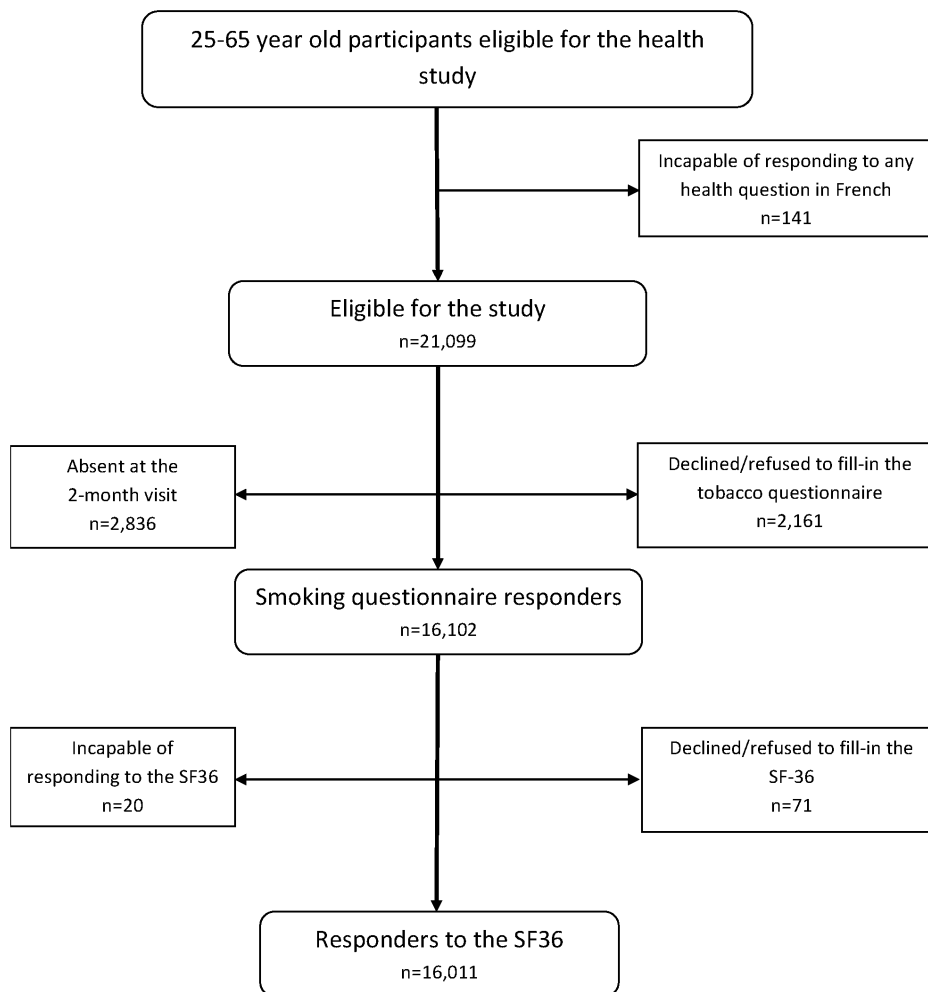 25-65 year old participants eligible for the health
study
Incapable of responding to any
health question in French
n=141
Eligible for the study
n=21,099
Absent at the
2-month visit
n=2,836
Declined/refused to fill-in the
tobacco questionnaire
n=2,161
Smoking questionnaire responders
n=16,102
Incapable of
responding to the SF36
n=20
Declined/refused to fill-in the
SF-36
n=71
Responders to the SF36
n=16,011